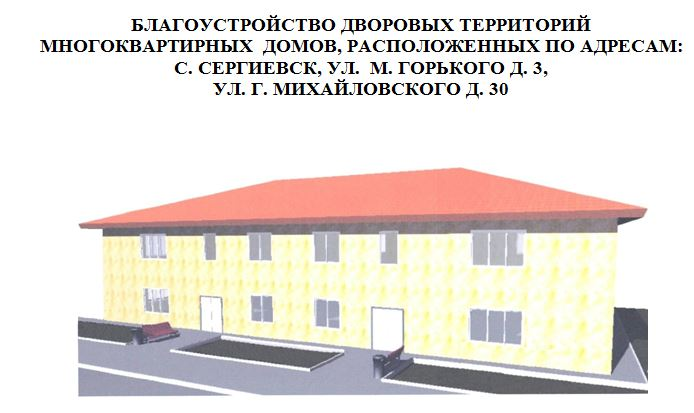 БЛАГОУСТРОЙСТВО ДВОРОВЫХ ТЕРРИТОРИЙ
МНОГОКВАРТИРНЫХ ДОМОВ, РАСПОЛОЖЕННЫХ ПО АДРЕСАМ:
С. СЕРГИЕВСК, УЛ. М. ГОРЬКОГО Д. 3,
УЛ. Г. МИХАЙЛОВСКОГО Д. 30